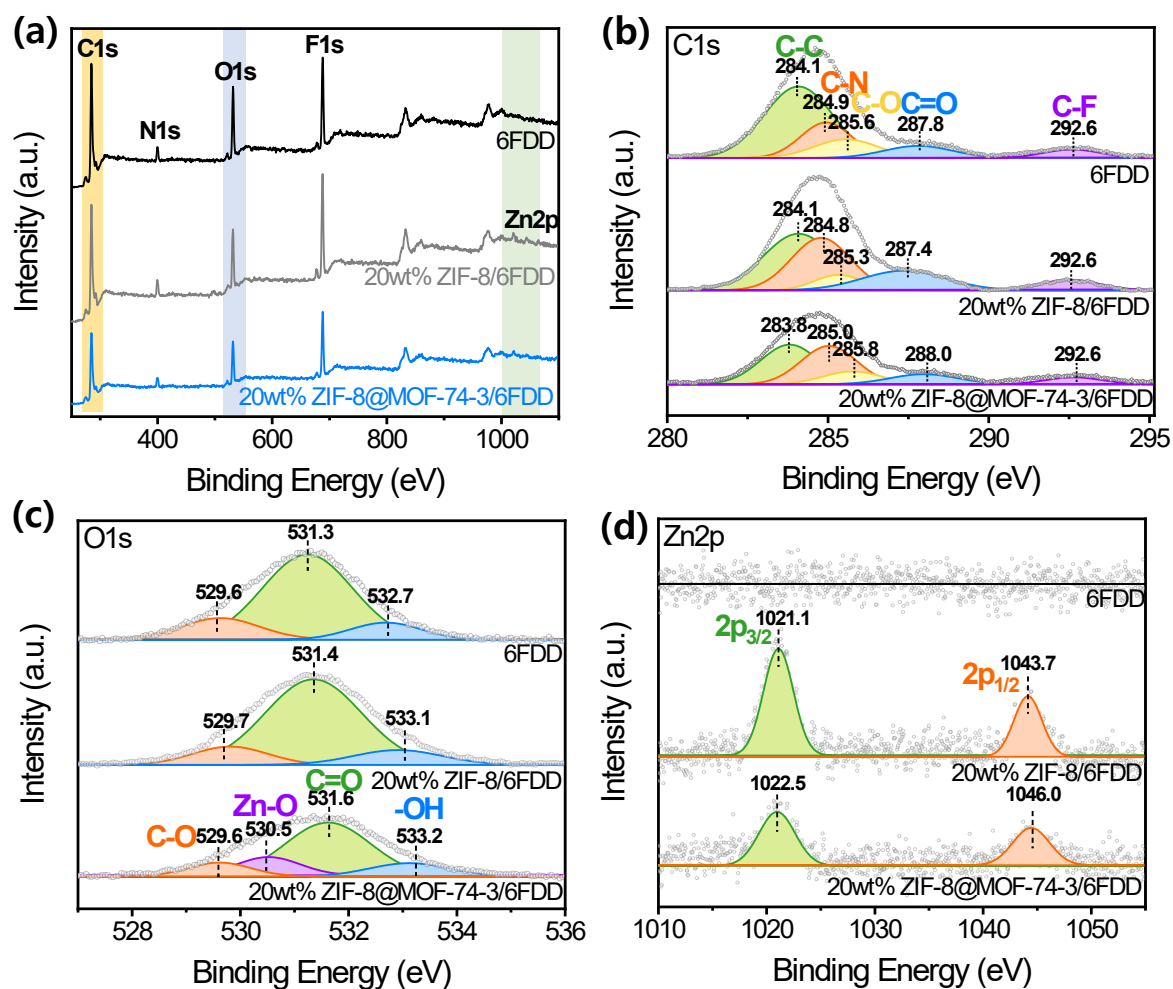 (a)
C1s
N1s
O1s
F1s
6FDD
Zn2p
20wt% ZIF-8/6FDD
20wt% ZIF-8@MOF-74-3/6FDD
400 600 800 1000
Binding Energy (eV)
Intensity (a.u.)
(b)
C1s
C-C
284.1
C-N
284.9
C-O
285.6
C=O
287.8
C-F
292.6
6FDD
284.1
284.8
285.3
287.4
292.6
20wt% ZIF-8/6FDD
283.8
285.0
285.8
288.0
292.6
20wt% ZIF-8@MOF-74-3/6FDD
280 285 290 295
Binding Energy (eV)
Intensity (a.u.)
(c)
O1s
531.3
529.6
532.7
6FDD
531.4
529.7
533.1
20wt% ZIF-8/6FDD
C=O
531.6
Zn-O
530.5
-OH
533.2
C-O
529.6
20wt% ZIF-8@MOF-74-3/6FDD
528 530 532 534 536
Binding Energy (eV)
Intensity (a.u.)
(d)
Zn2p
6FDD
2p3/2
1021.1
2p1/2
1043.7
20wt% ZIF-8/6FDD
1022.5
1046.0
20wt% ZIF-8@MOF-74-3/6FDD
1010 1020 1030 1040 1050
Binding Energy (eV)
Intensity (a.u.)